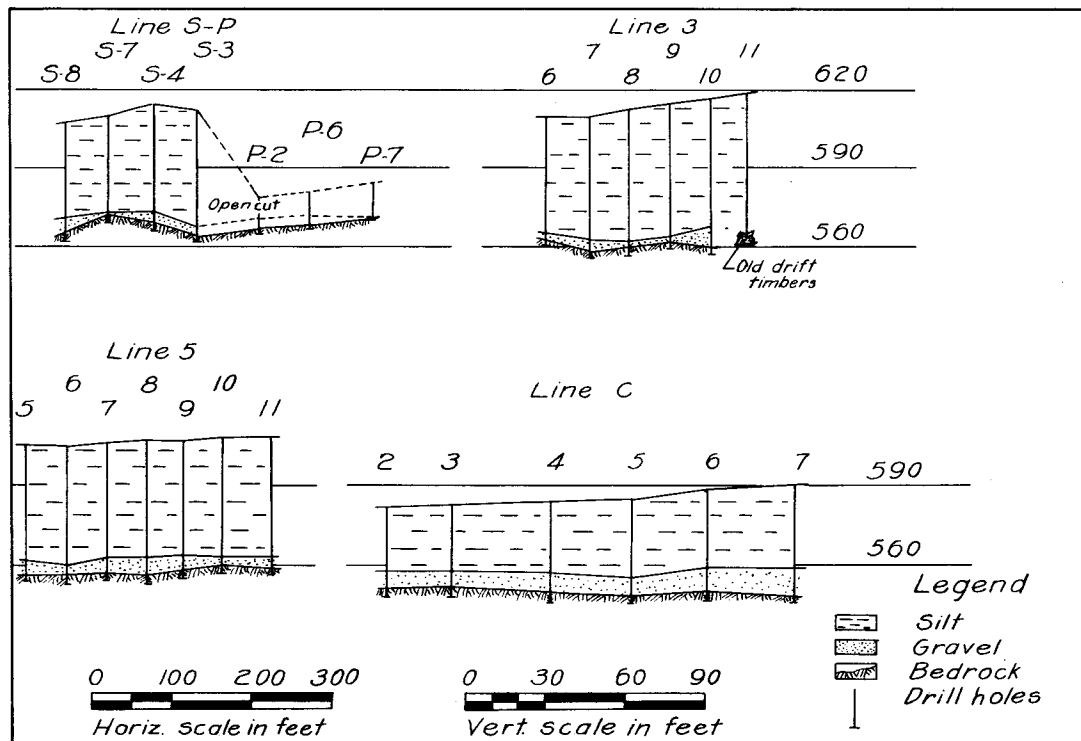 Line S-P
S-7 S-3
S-8 S-4
P-6
P-2 P-7
Open cut
Line 3
7 9 11
6 8 10
620
590
560
Old drift
timbers
Line 5
6 8 10
5 7 9 11
Line C
2 3 4 5 6 7
590
560
Legend
Silt
Gravel
Bedrock
Drill holes
0 100 200 300
Horiz. scale in feet
0 30 60 90
Vert. scale in feet